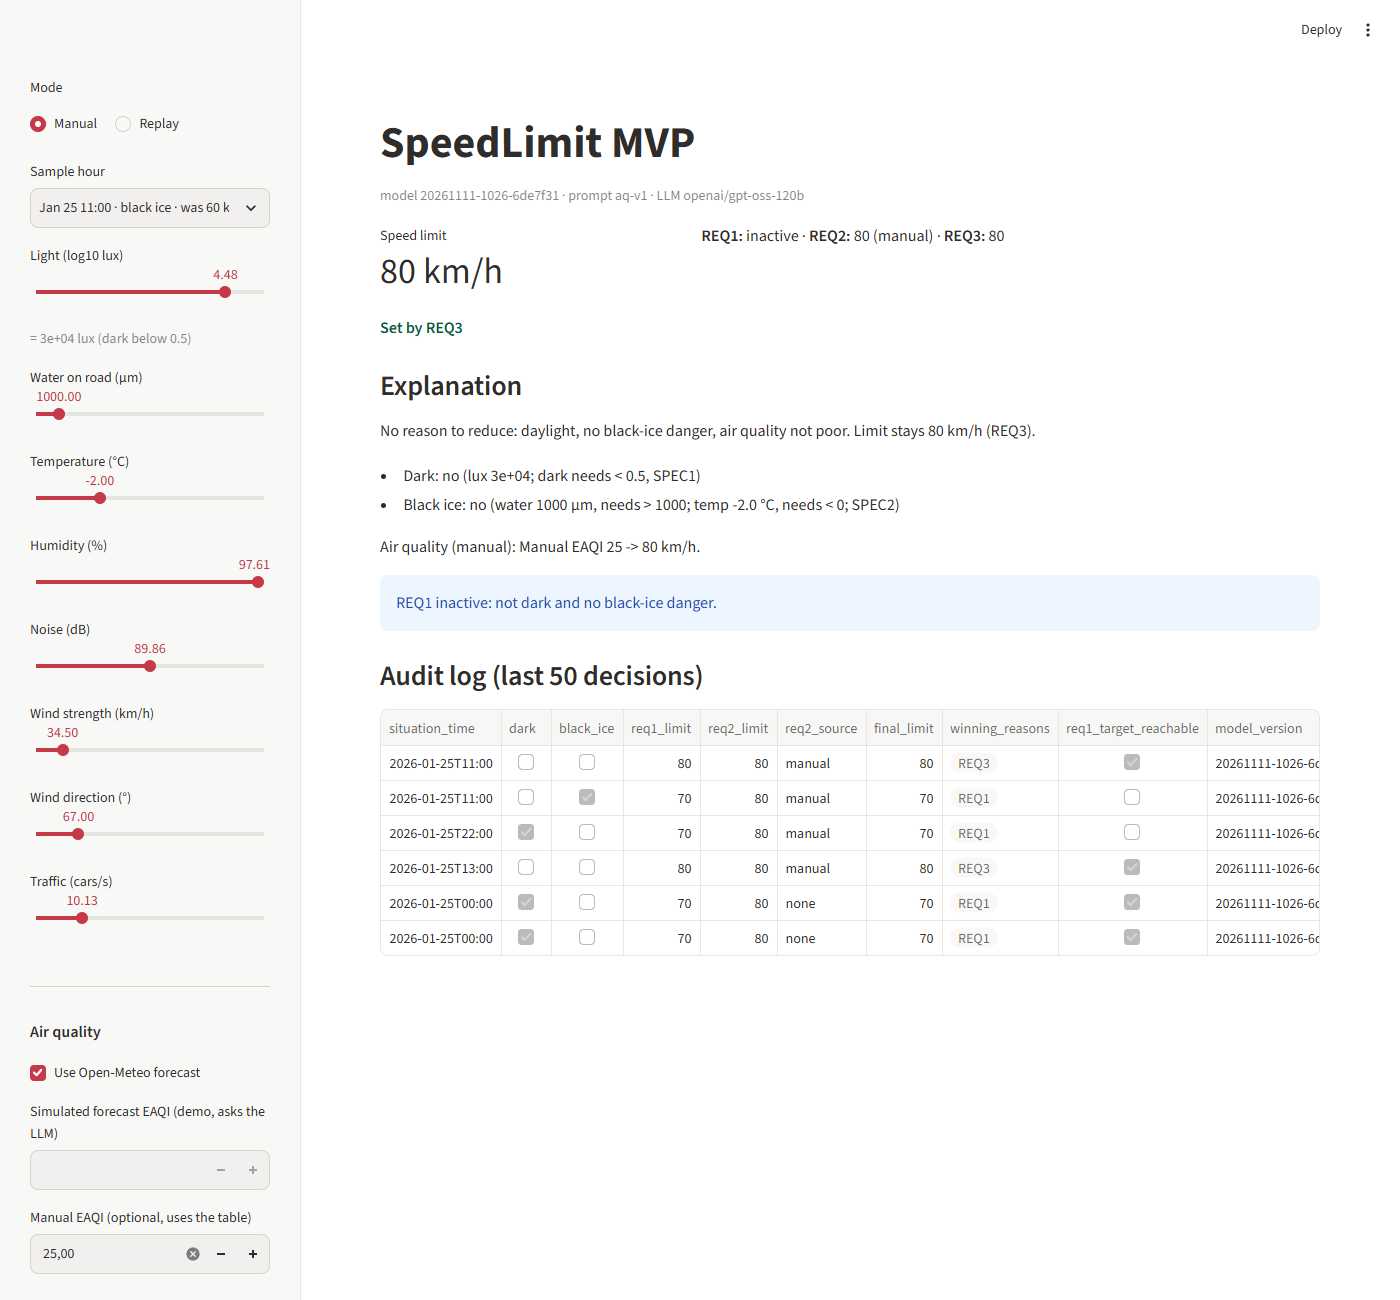 Deploy
Mode
Manual
Replay
Sample hour
Jan 25 11:00 · black ice · was 60 k
Light (log10 lux)
4.48
= 3e+04 lux (dark below 0.5)
Water on road (µm)
1000.00
Temperature (°C)
-2.00
Humidity (%)
97.61
Noise (dB)
89.86
Wind strength (km/h)
34.50
Wind direction (°)
67.00
Traffic (cars/s)
10.13
Air quality
Use Open-Meteo forecast
Simulated forecast EAQI (demo, asks the
LLM)
Manual EAQI (optional, uses the table)
25,00
SpeedLimit MVP
model 20261111-1026-6de7f31 · prompt aq-v1 · LLM openai/gpt-oss-120b
Speed limit
80 km/h
Set by REQ3
REQ1: inactive · REQ2: 80 (manual) · REQ3: 80
Explanation
No reason to reduce: daylight, no black-ice danger, air quality not poor. Limit stays 80 km/h (REQ3).
• Dark: no (lux 3e+04; dark needs < 0.5, SPEC1)
• Black ice: no (water 1000 µm, needs > 1000; temp -2.0 °C, needs < 0; SPEC2)
Air quality (manual): Manual EAQI 25 -> 80 km/h.
REQ1 inactive: not dark and no black-ice danger.
Audit log (last 50 decisions)
situation_time dark black_ice req1_limit req2_limit req2_source final_limit winning_reasons req1_target_reachable model_version
2026-01-25T11:00 80 80 manual 80 REQ3 20261111-1026-6d
2026-01-25T11:00 70 80 manual 70 REQ1 20261111-1026-6d
2026-01-25T22:00 70 80 manual 70 REQ1 20261111-1026-6d
2026-01-25T13:00 80 80 manual 80 REQ3 20261111-1026-6d
2026-01-25T00:00 70 80 none 70 REQ1 20261111-1026-6d
2026-01-25T00:00 70 80 none 70 REQ1 20261111-1026-6d